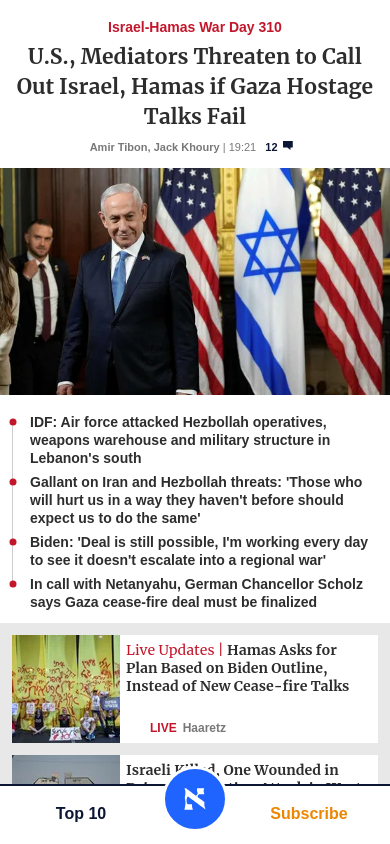 Israel-Hamas War Day 310
U.S., Mediators Threaten to Call
Out Israel, Hamas if Gaza Hostage
Talks Fail
Amir Tibon, Jack Khoury | 19:21 12
IDF: Air force attacked Hezbollah operatives,
weapons warehouse and military structure in
Lebanon's south
Gallant on Iran and Hezbollah threats: 'Those who
will hurt us in a way they haven't before should
expect us to do the same'
Biden: 'Deal is still possible, I'm working every day
to see it doesn't escalate into a regional war'
In call with Netanyahu, German Chancellor Scholz
says Gaza cease-fire deal must be finalized
Live Updates | Hamas Asks for
Plan Based on Biden Outline,
Instead of New Cease-fire Talks
LIVE Haaretz
Israeli Killed, One Wounded in
Top 10
Subscribe